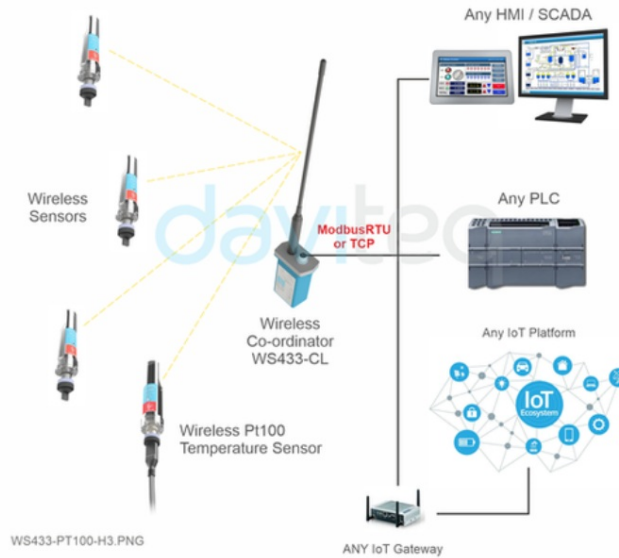 Any HMI / SCADA
Wireless
Sensors
daviteq
Any PLC
ModbusRTU
or TCP
Wireless
Co-ordinator
WS433-CL
Any IoT Platform
IoT
Ecosystem
Wireless Pt100
Temperature Sensor
WS433-PT100-H3.PNG
ANY IoT Gateway